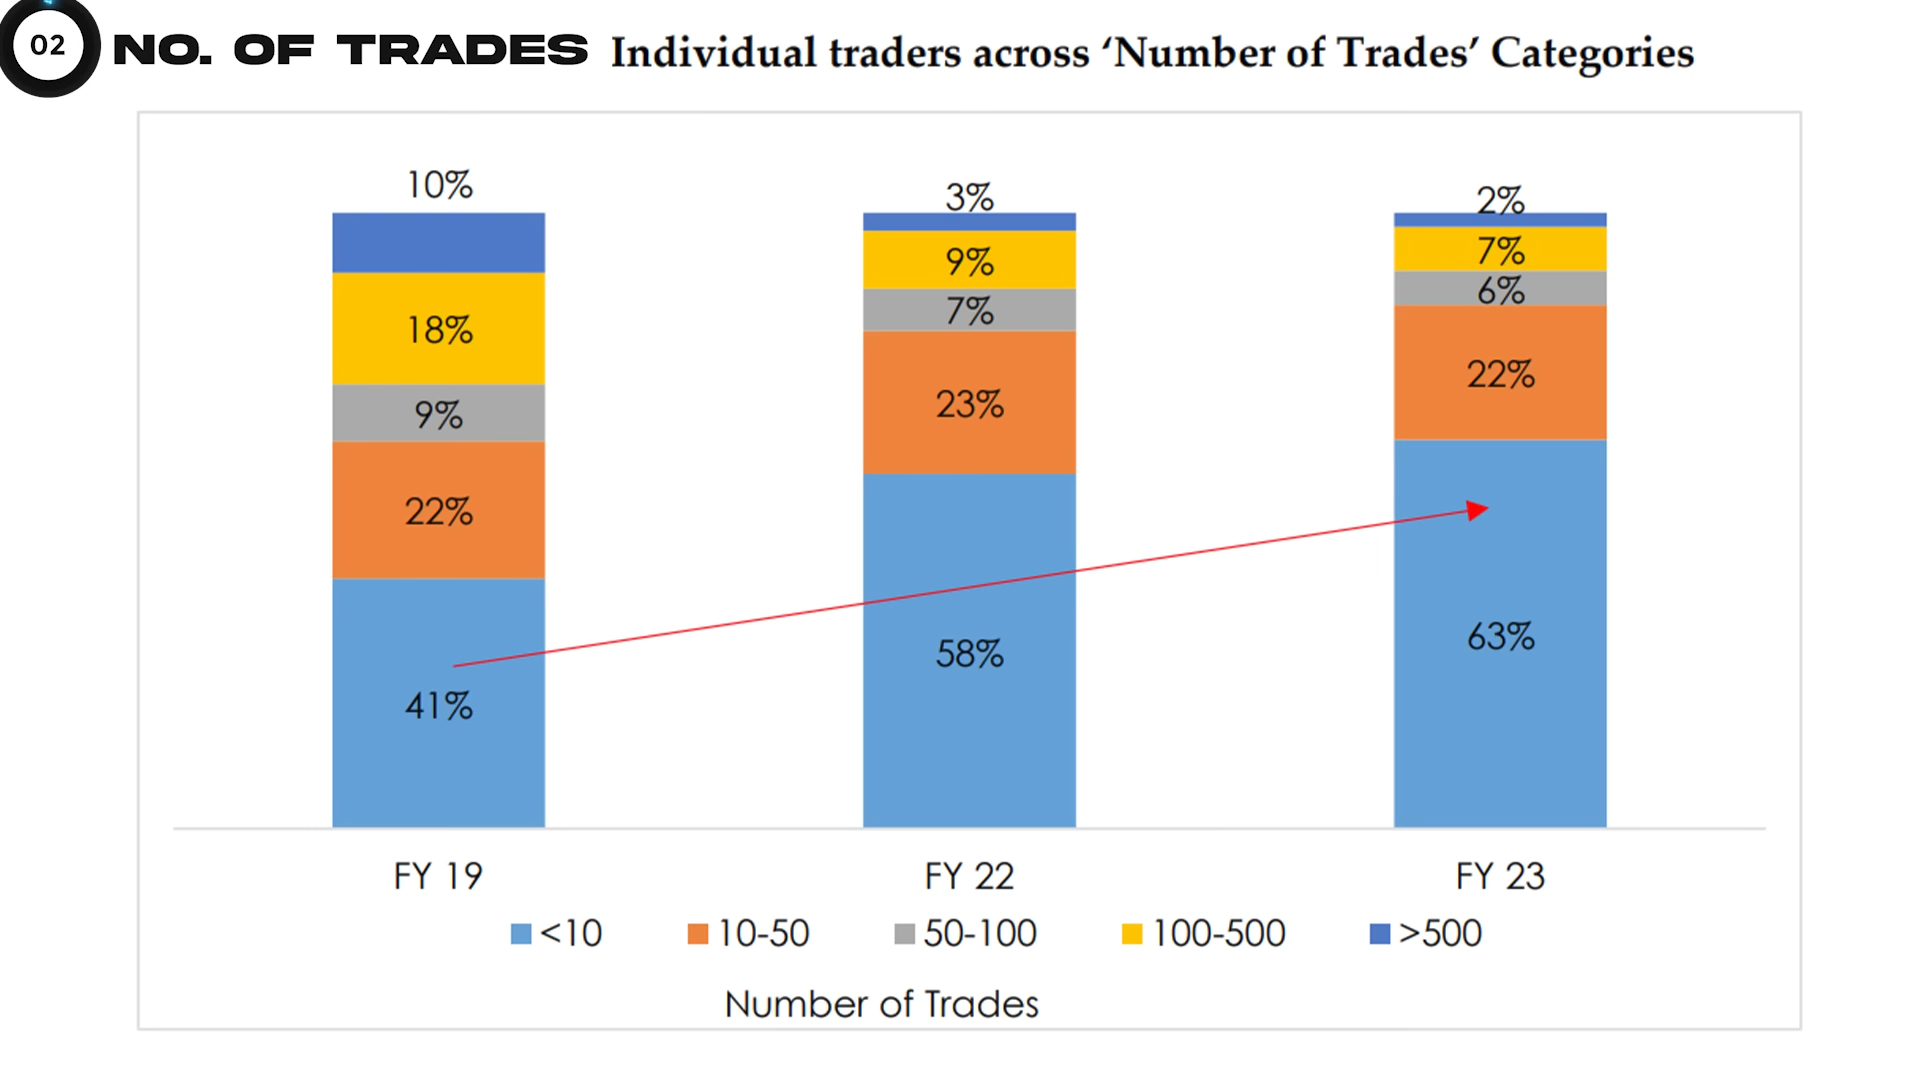 02 NO. OF TRADES Individual traders across ‘Number of Trades’ Categories
10% 3% 2%
18% 9% 7%
9% 7% 6%
22% 23% 22%
41% 58% 63%
FY 19 FY 22 FY 23
<10 10-50 50-100 100-500 >500
Number of Trades